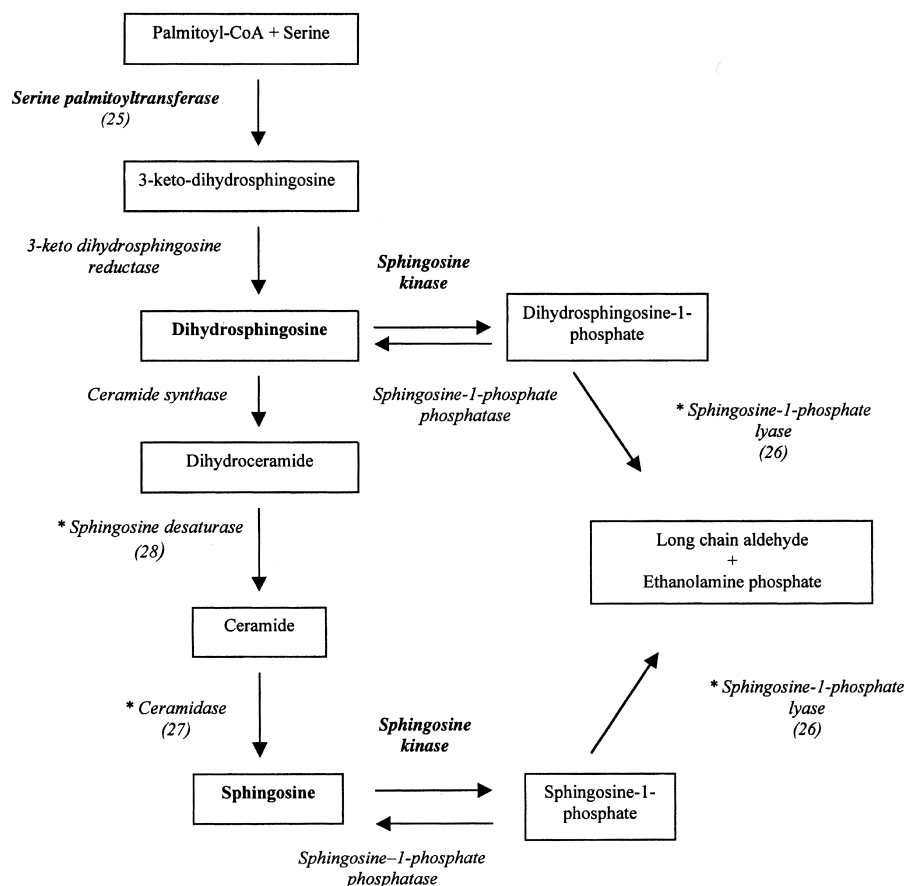 Palmitoyl-CoA + Serine
Serine palmitoyltransferase
(25)
3-keto-dihydrosphingosine
3-keto dihydrosphingosine
reductase
Sphingosine
kinase
Dihydrosphingosine
Dihydrosphingosine-1-
phosphate
Ceramide synthase
Sphingosine-1-phosphate
phosphatase
* Sphingosine-1-phosphate
lyase
(26)
Dihydroceramide
* Sphingosine desaturase
(28)
Long chain aldehyde
+
Ethanolamine phosphate
Ceramide
* Ceramidase
(27)
* Sphingosine-1-phosphate
lyase
(26)
Sphingosine
kinase
Sphingosine
Sphingosine-1-
phosphate
Sphingosine–1-phosphate
phosphatase